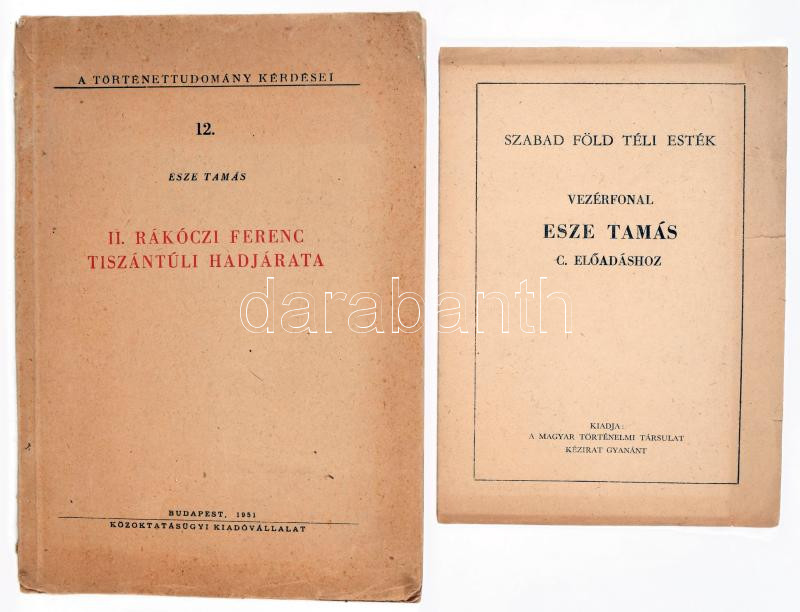 A TÖRTÉNETTUDOMÁNY KÉRDÉSEI
12.
ESZE TAMÁS
II. RÁKÓCZI FERENC
TISZÁNTÚLI HADJÁRATA
BUDAPEST, 1951
KÖZOKTATÁSÜGYI KIADÓVÁLLALAT
SZABAD FÖLD TÉLI ESTÉK
VEZÉRFONAL
ESZE TAMÁS
C. ELŐADÁSHOZ
KIADJA:
A MAGYAR TÖRTÉNELMI TÁRSULAT
KÉZIRAT GYANÁNT
darabanth